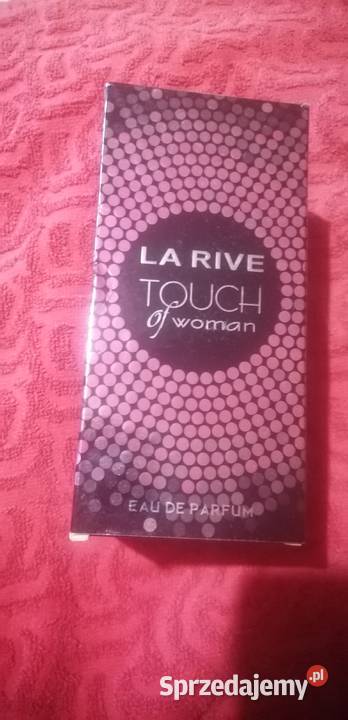 LA RIVE
TOUCH
of woman
EAU DE PARFUM
Sprzedajemy.pl